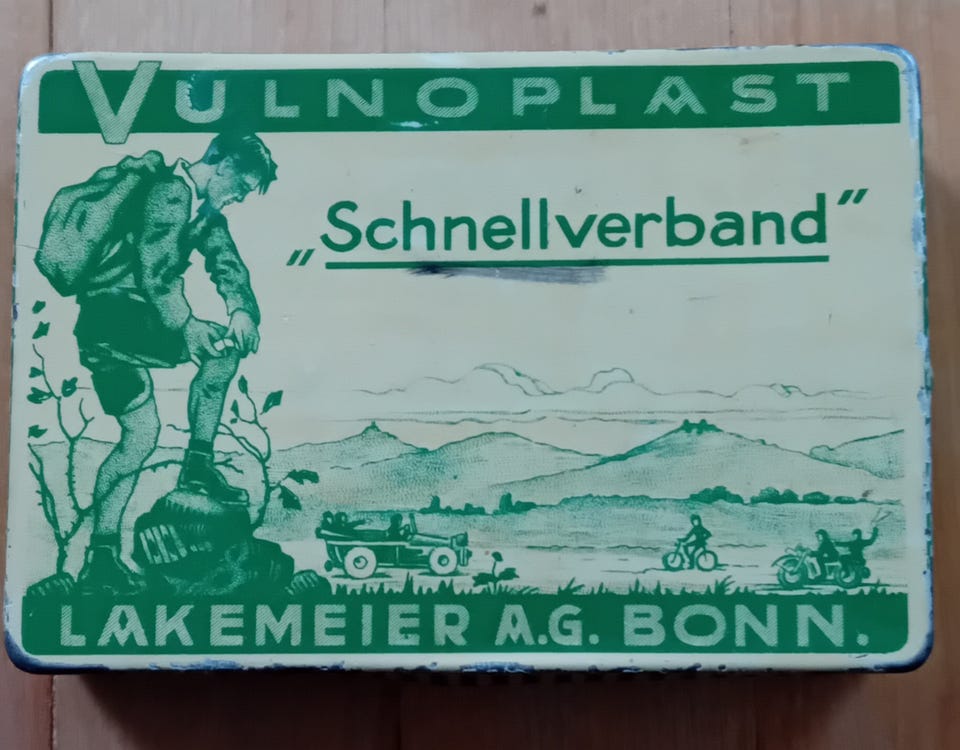 VULNOPLAST
„Schnellverband”
LAKEMEIER A.G. BONN.